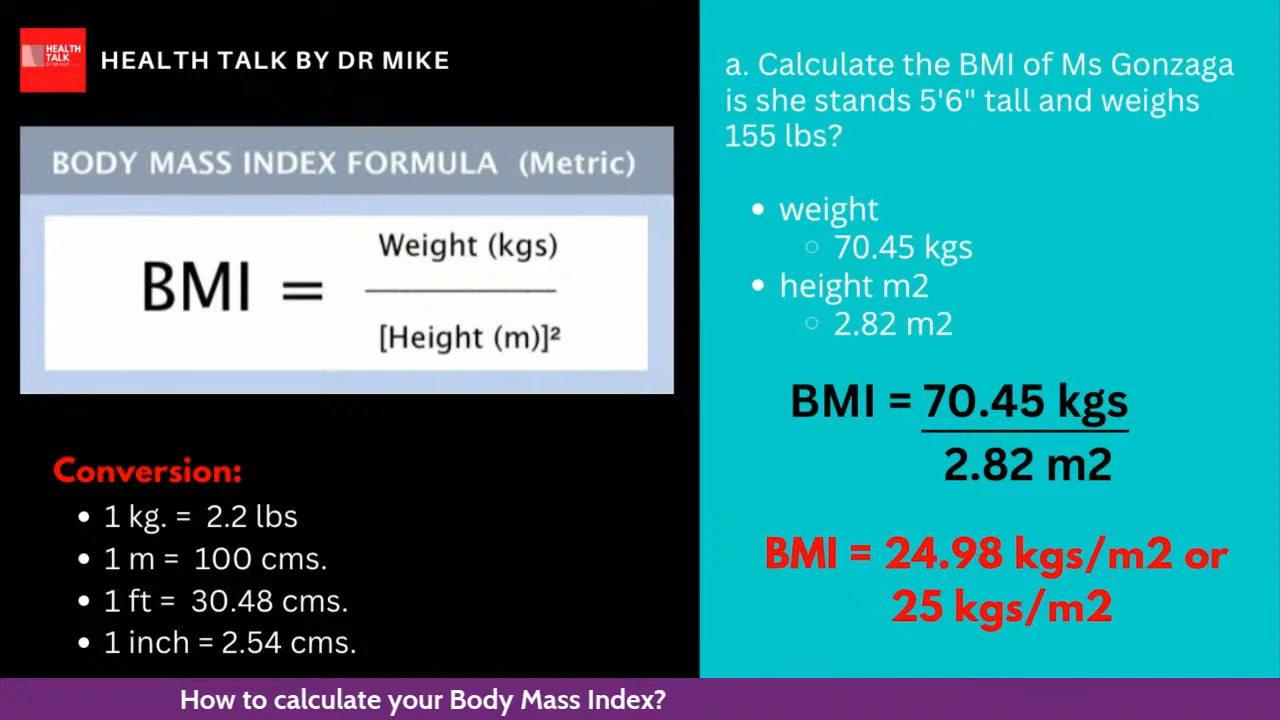 HEALTH
TALK
BY DR MIKE
HEALTH TALK BY DR MIKE
BODY MASS INDEX FORMULA (Metric)
BMI = Weight (kgs)
[Height (m)]²
Conversion:
• 1 kg. = 2.2 lbs
• 1 m = 100 cms.
• 1 ft = 30.48 cms.
• 1 inch = 2.54 cms.
a. Calculate the BMI of Ms Gonzaga
is she stands 5'6" tall and weighs
155 lbs?
• weight
○ 70.45 kgs
• height m2
○ 2.82 m2
BMI = 70.45 kgs
2.82 m2
BMI = 24.98 kgs/m2 or
25 kgs/m2
How to calculate your Body Mass Index?